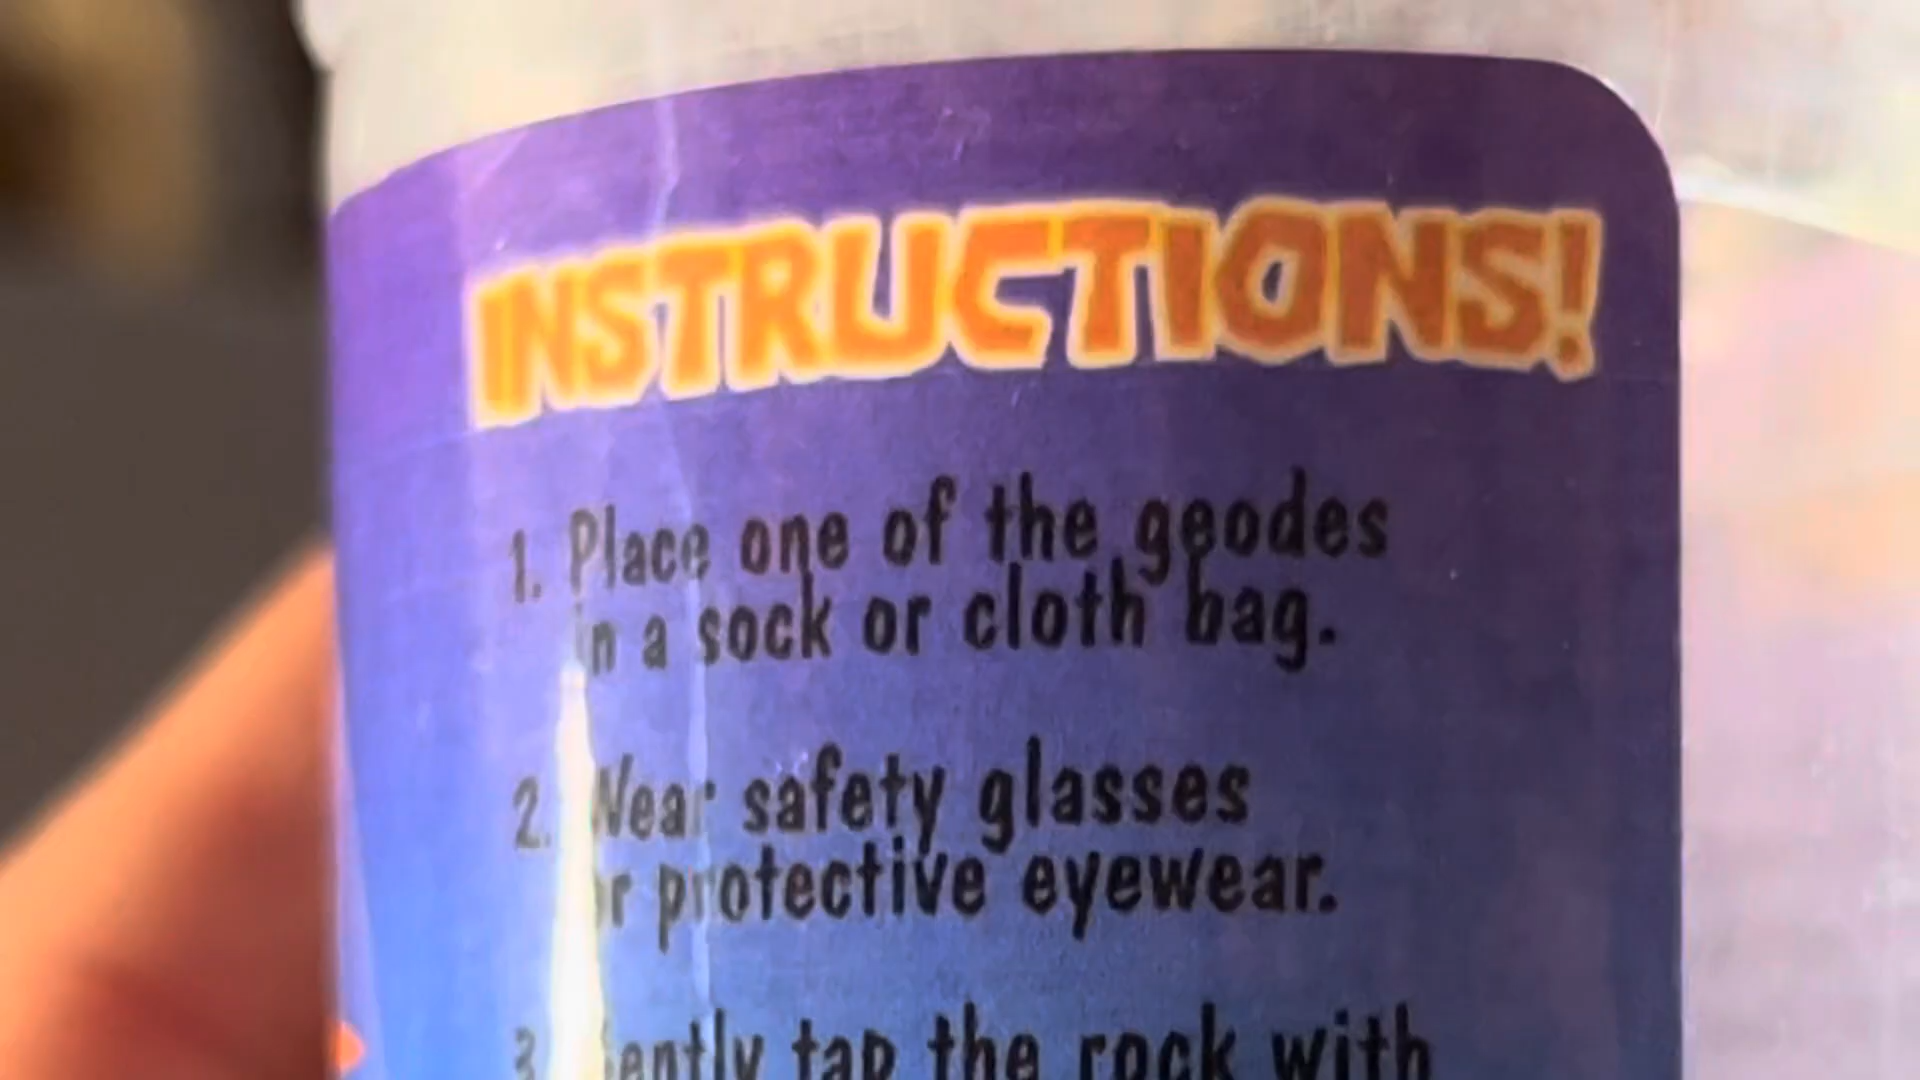 INSTRUCTIONS!
1. Place one of the geodes
in a sock or cloth bag.
2. Wear safety glasses
or protective eyewear.
3. Gently tap the rock with